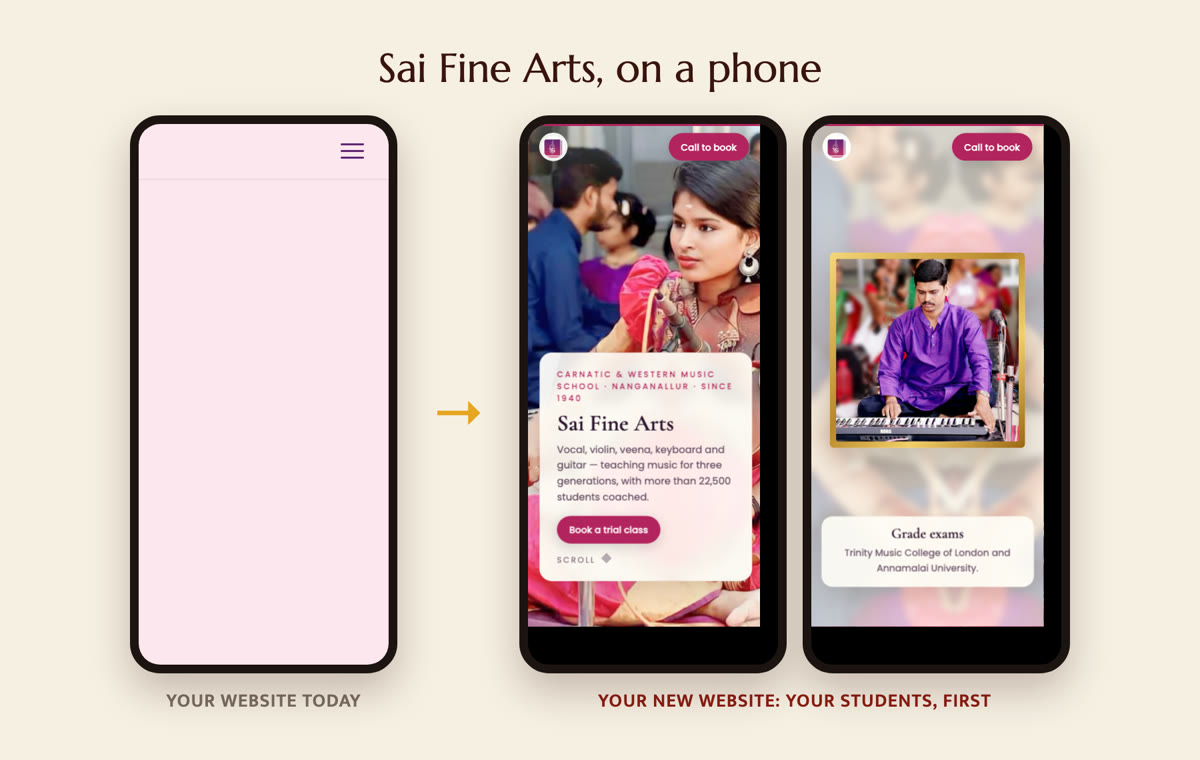 Sai Fine Arts, on a phone
Call to book
CARNATIC & WESTERN MUSIC
SCHOOL · NANGANALLUR · SINCE
1940
Sai Fine Arts
Vocal, violin, veena, keyboard and
guitar — teaching music for three
generations, with more than 22,500
students coached.
Book a trial class
SCROLL
Call to book
Grade exams
Trinity Music College of London and
Annamalai University.
YOUR WEBSITE TODAY
YOUR NEW WEBSITE: YOUR STUDENTS, FIRST